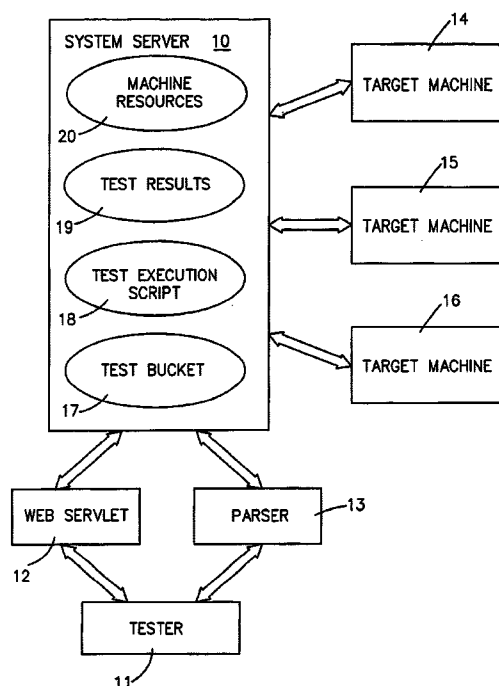 SYSTEM SERVER 10
MACHINE
RESOURCES
20
TEST RESULTS
19
TEST EXECUTION
SCRIPT
18
TEST BUCKET
17
14
TARGET MACHINE
15
TARGET MACHINE
16
TARGET MACHINE
WEB SERVLET
12
PARSER
13
TESTER
11